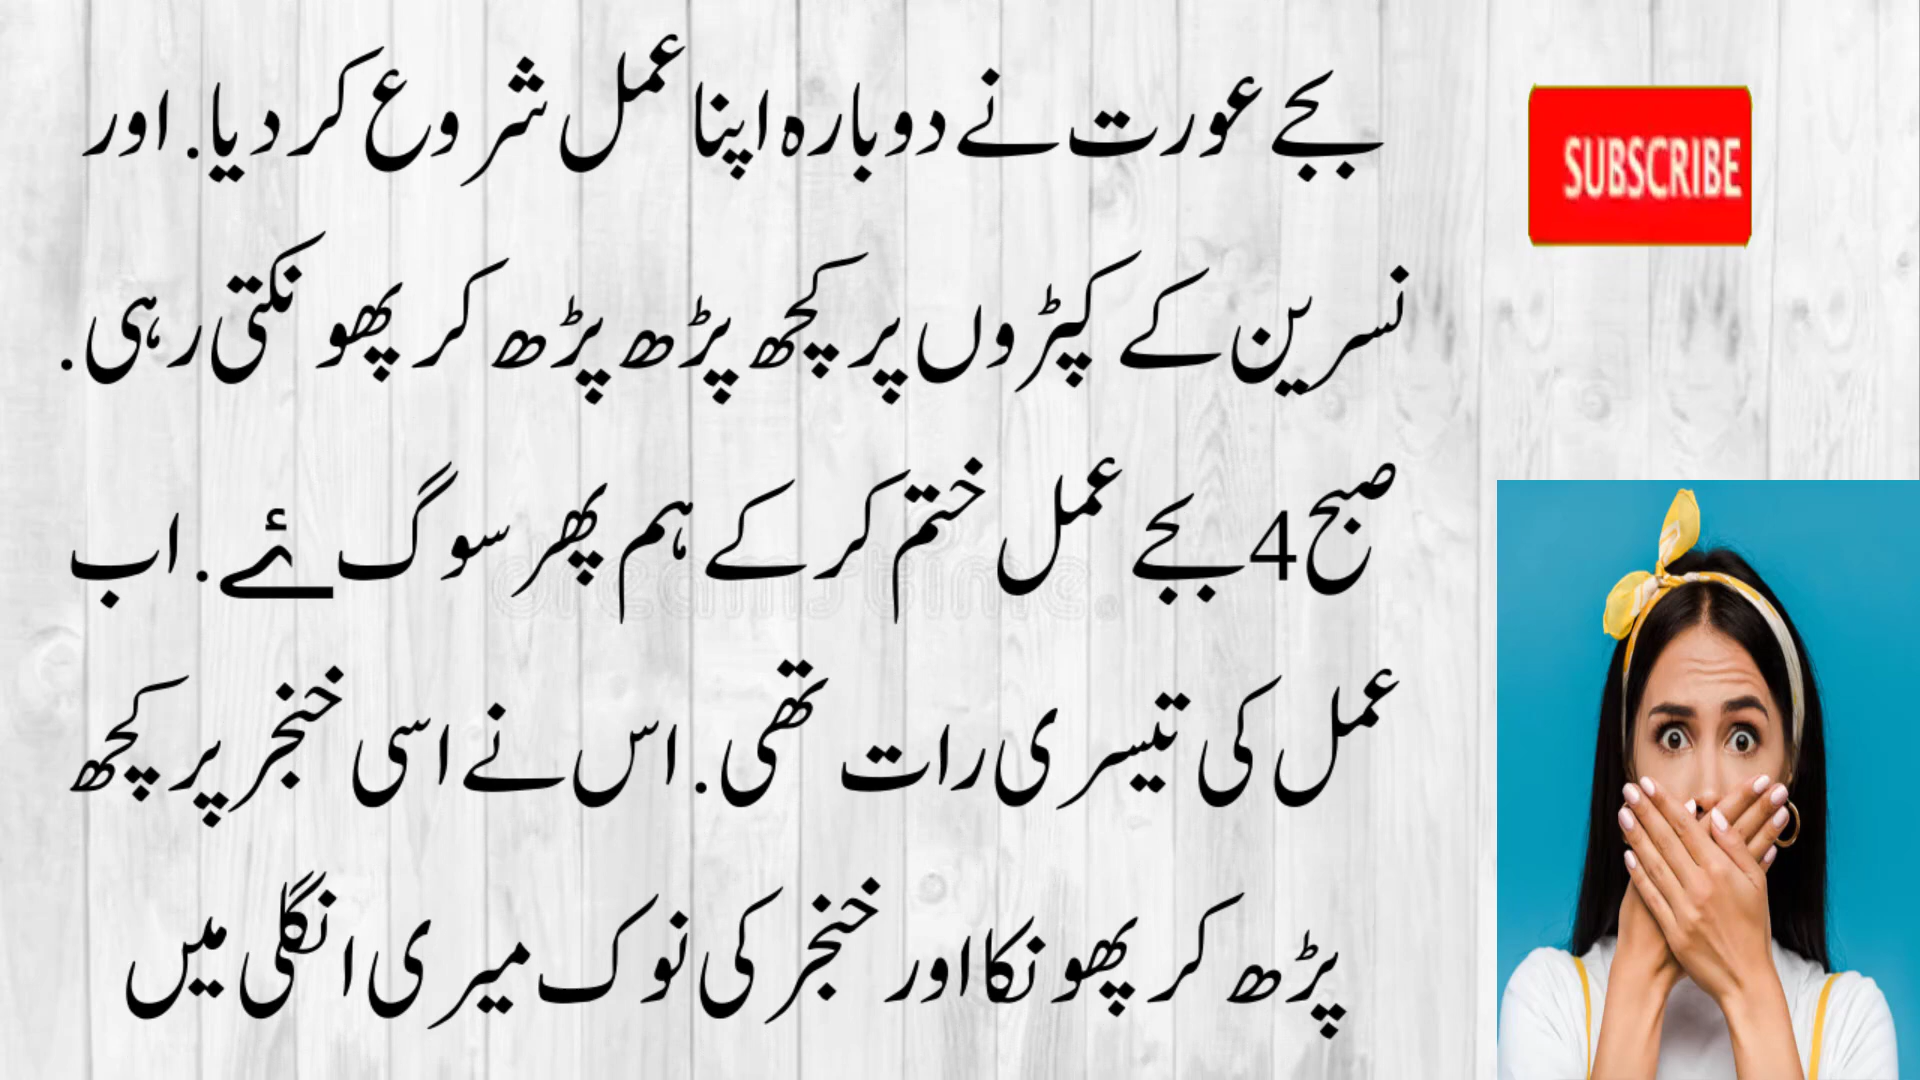 بجے عورت نے دوبارہ اپنا عمل شروع کر دیا. اور
نسرین کے کپڑوں پر کچھ پڑھ پڑھ کر پھونکتی رہی.
صبح 4 بجے عمل ختم کر کے ہم پھر سو گ ئے. اب
عمل کی تیسری رات تھی. اس نے اسی خنجر پر کچھ
پڑھ کر پھونکا اور خنجر کی نوک میری انگلی میں
SUBSCRIBE
dreamstime.